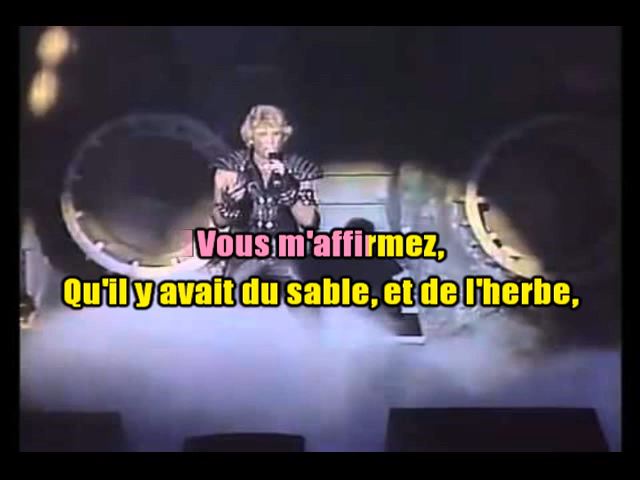 Vous m'affirmez,
Qu'il y avait du sable, et de l'herbe,